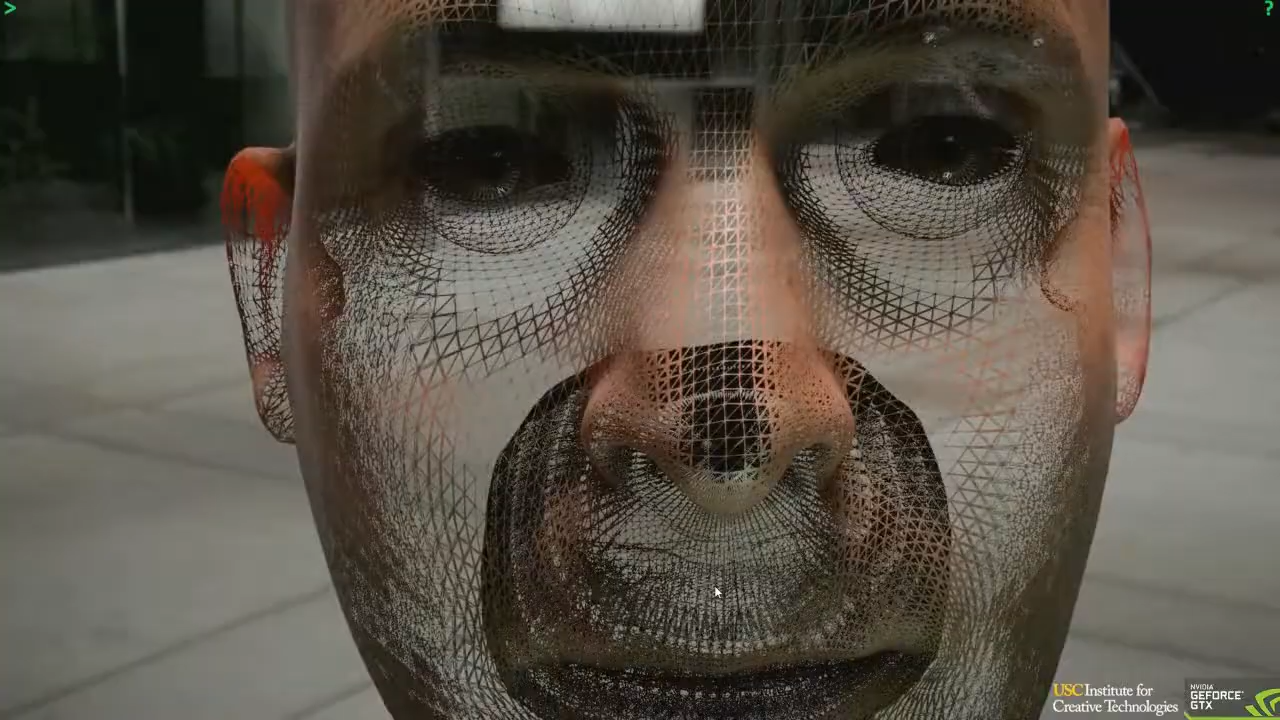 >
?
USC Institute for
Creative Technologies
NVIDIA
GEFORCE
GTX